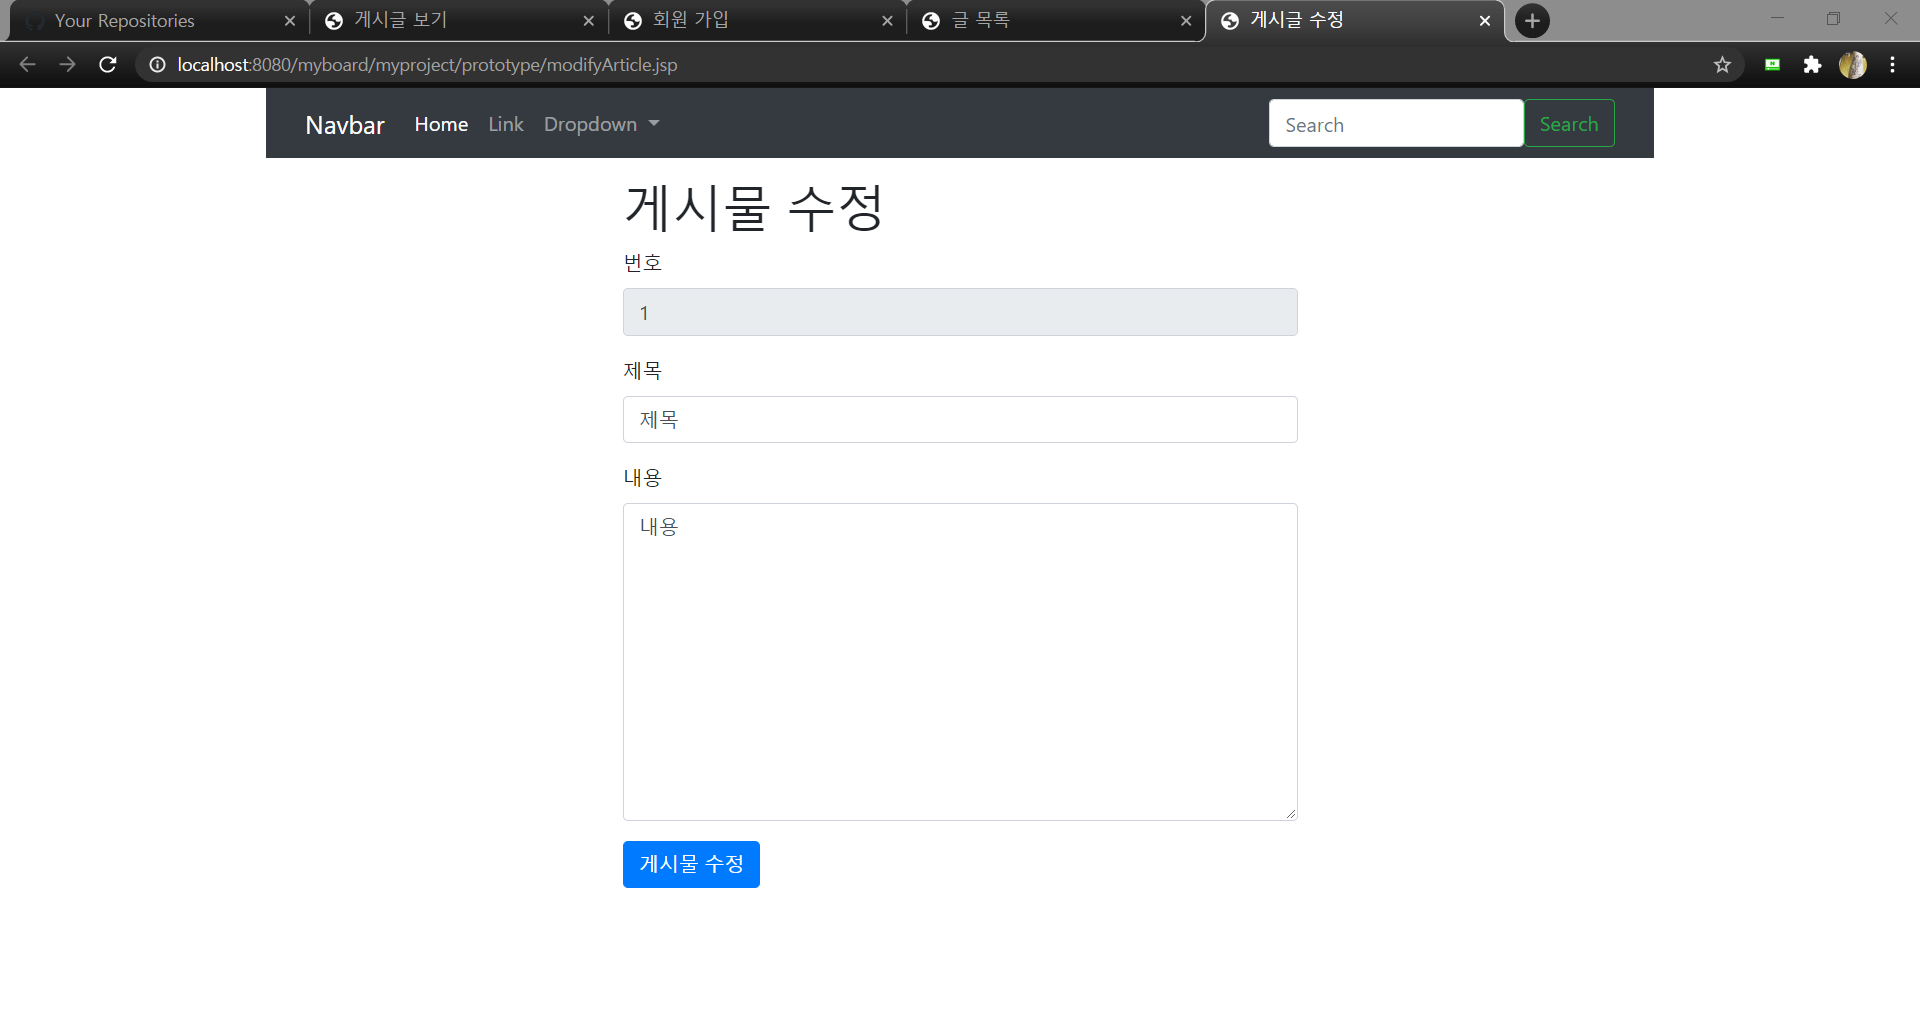 Your Repositories 게시글 보기 회원 가입 글 목록 게시글 수정
localhost:8080/myboard/myproject/prototype/modifyArticle.jsp
Navbar Home Link Dropdown Search Search
게시물 수정
번호
1
제목
제목
내용
내용
게시물 수정